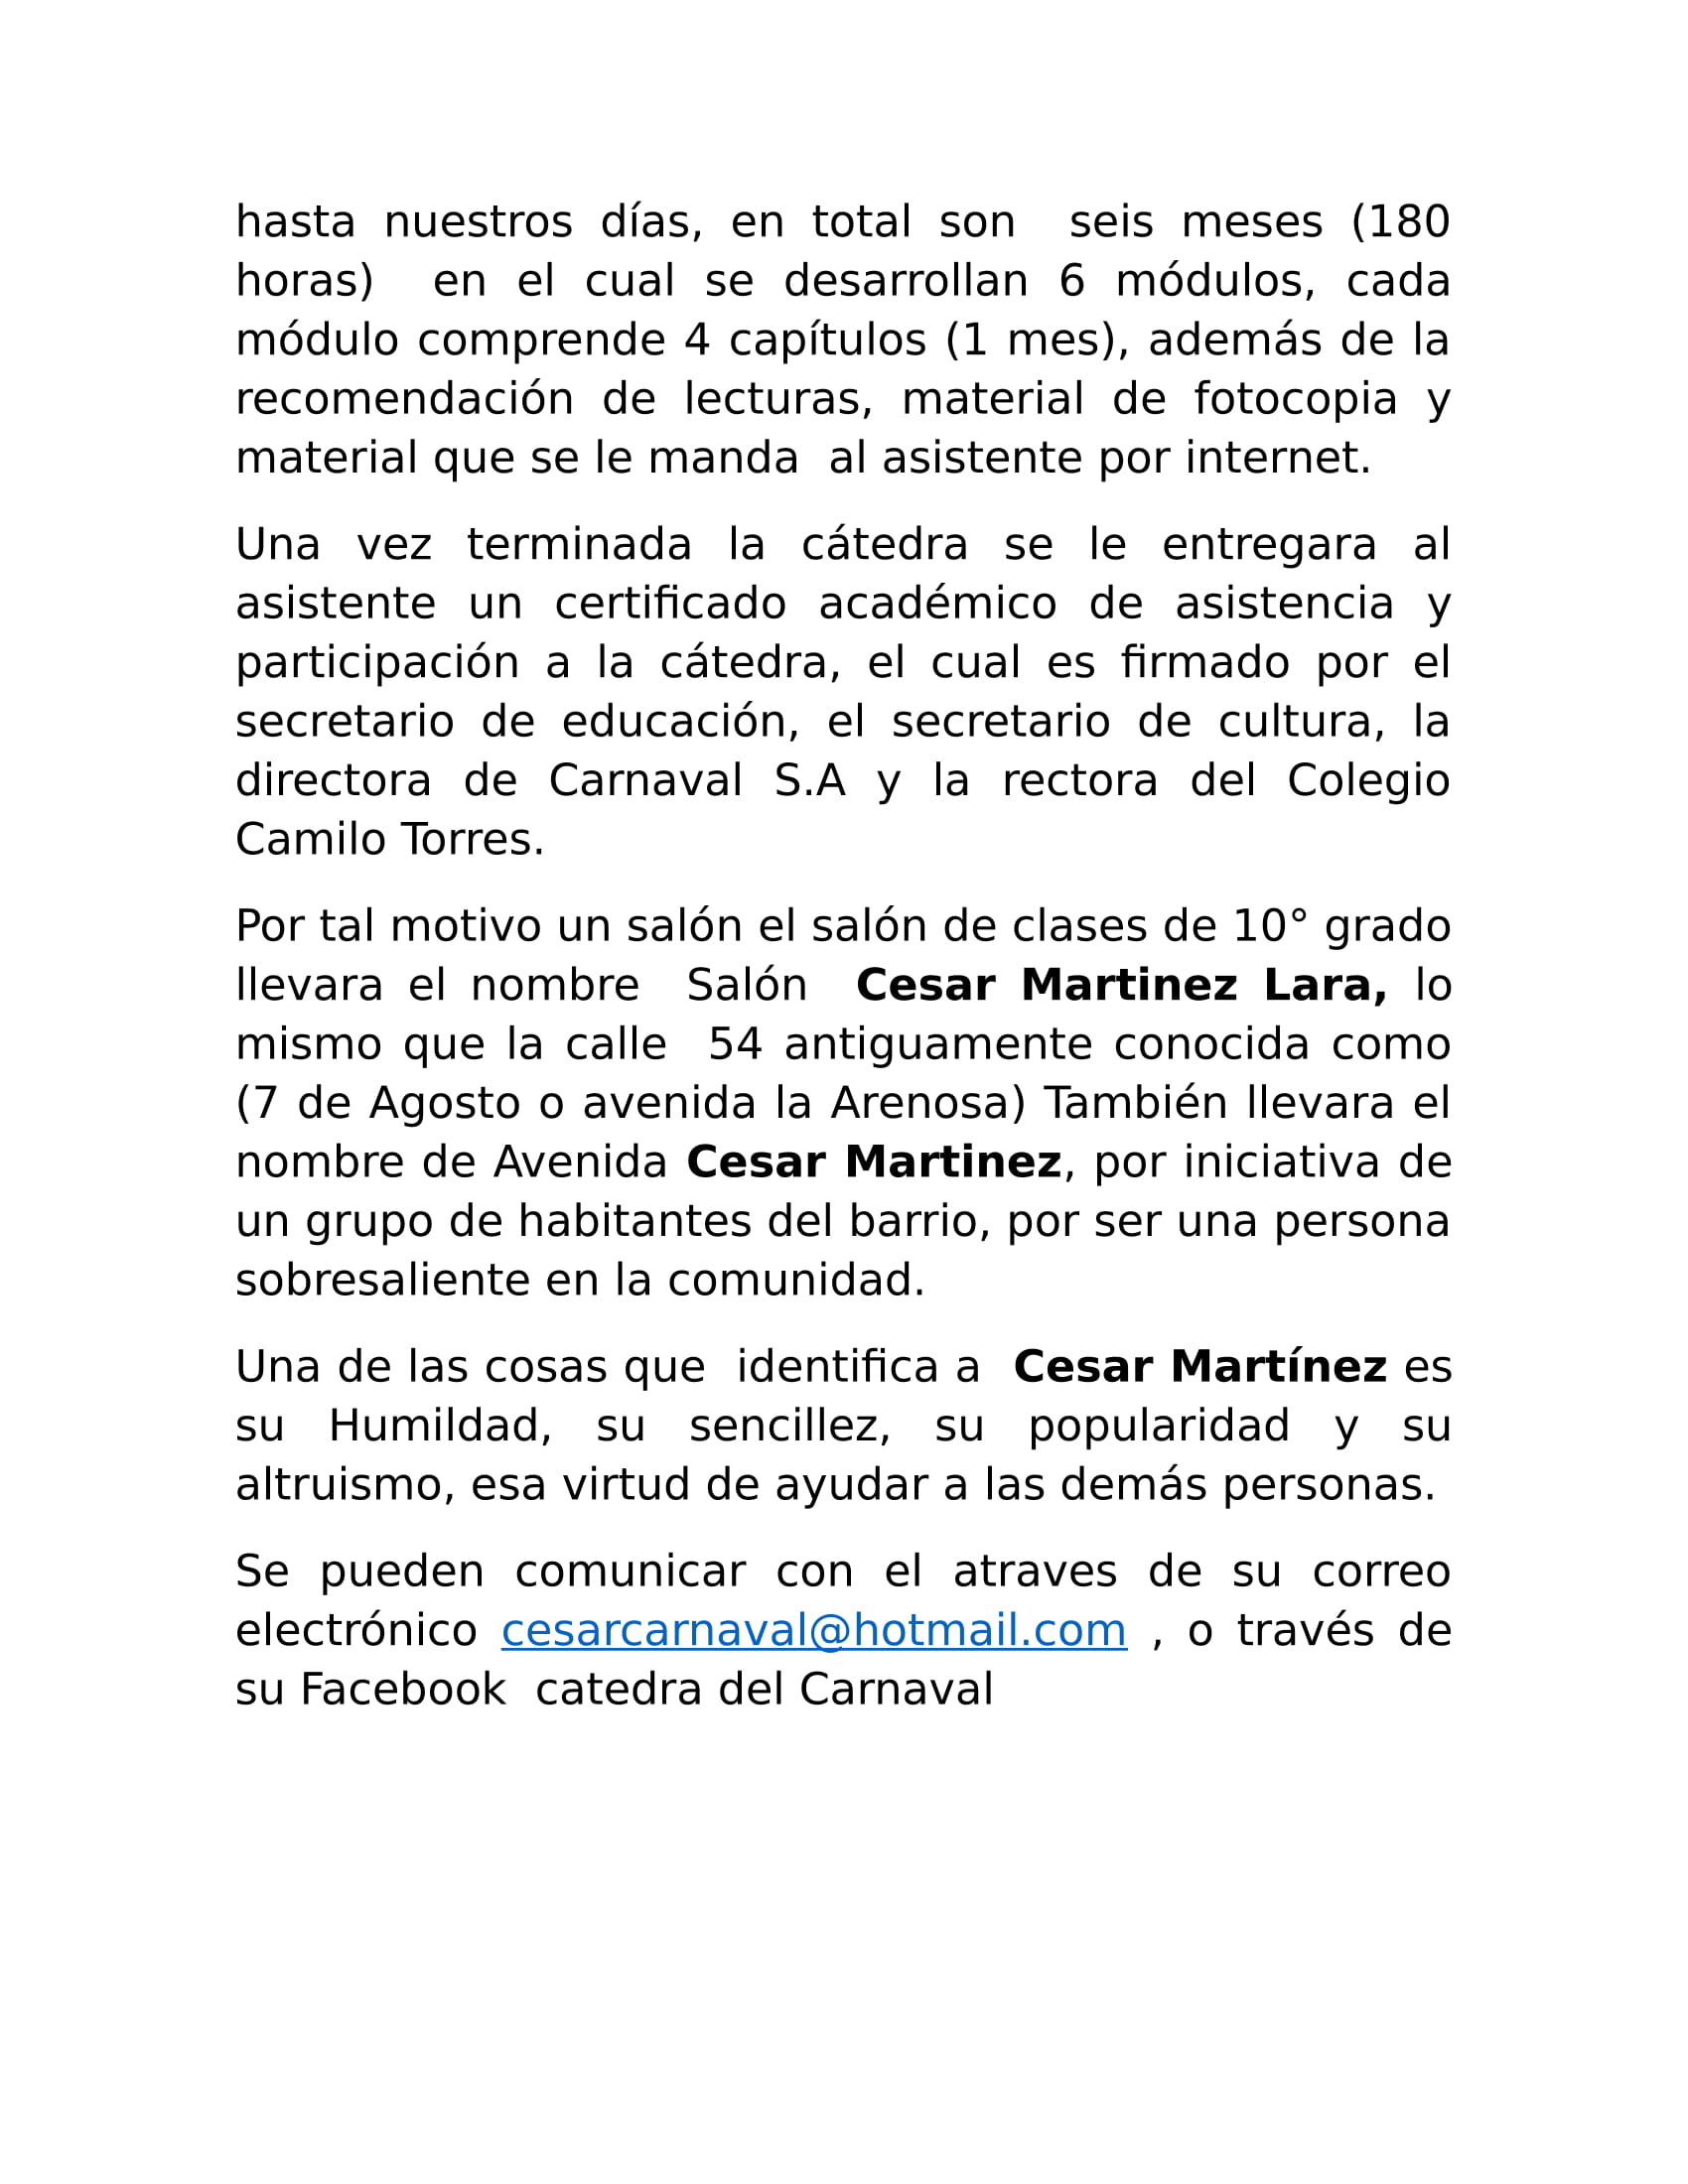 hasta nuestros días, en total son  seis meses (180
horas)  en el cual se desarrollan 6 módulos, cada
módulo comprende 4 capítulos (1 mes), además de la
recomendación de lecturas, material de fotocopia y
material que se le manda  al asistente por internet.
Una vez terminada la cátedra se le entregara al
asistente un certificado académico de asistencia y
participación a la cátedra, el cual es firmado por el
secretario de educación, el secretario de cultura, la
directora de Carnaval S.A y la rectora del Colegio
Camilo Torres.
Por tal motivo un salón el salón de clases de 10° grado
llevara el nombre  Salón  Cesar Martinez Lara, lo
mismo que la calle  54 antiguamente conocida como
(7 de Agosto o avenida la Arenosa) También llevara el
nombre de Avenida Cesar Martinez, por iniciativa de
un grupo de habitantes del barrio, por ser una persona
sobresaliente en la comunidad.
Una de las cosas que  identifica a  Cesar Martínez es
su Humildad, su sencillez, su popularidad y su
altruismo, esa virtud de ayudar a las demás personas.
Se pueden comunicar con el atraves de su correo
electrónico cesarcarnaval@hotmail.com , o través de
su Facebook  catedra del Carnaval